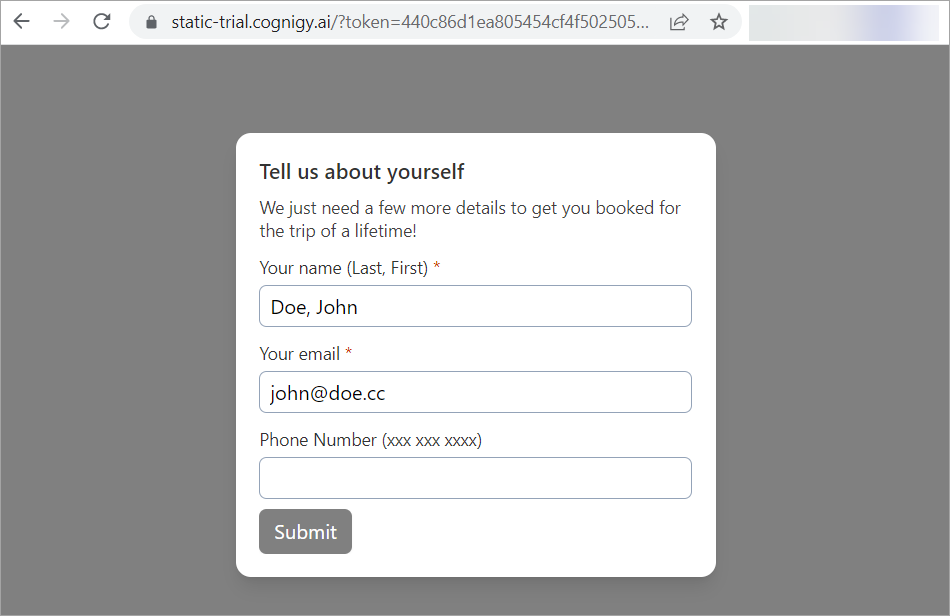 static-trial.cognigy.ai/?token=440c86d1ea805454cf4f502505...
Tell us about yourself
We just need a few more details to get you booked for
the trip of a lifetime!
Your name (Last, First) *
Doe, John
Your email *
john@doe.cc
Phone Number (xxx xxx xxxx)
Submit